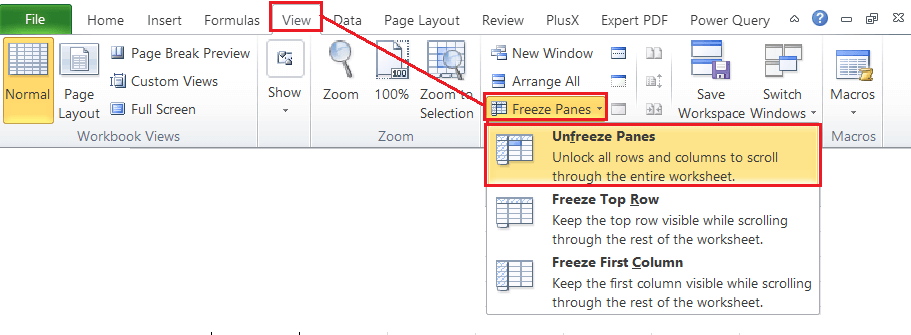 File Home Insert Formulas View Data Page Layout Review PlusX Expert PDF Power Query
Normal
Page Layout
Page Break Preview
Custom Views
Full Screen
Workbook Views
Show
Zoom
100%
100
Zoom to Selection
Zoom
New Window
Arrange All
Freeze Panes
Save Workspace
Switch Windows
Macros
Macros
Unfreeze Panes
Unlock all rows and columns to scroll
through the entire worksheet.
Freeze Top Row
Keep the top row visible while scrolling
through the rest of the worksheet.
Freeze First Column
Keep the first column visible while scrolling
through the rest of the worksheet.